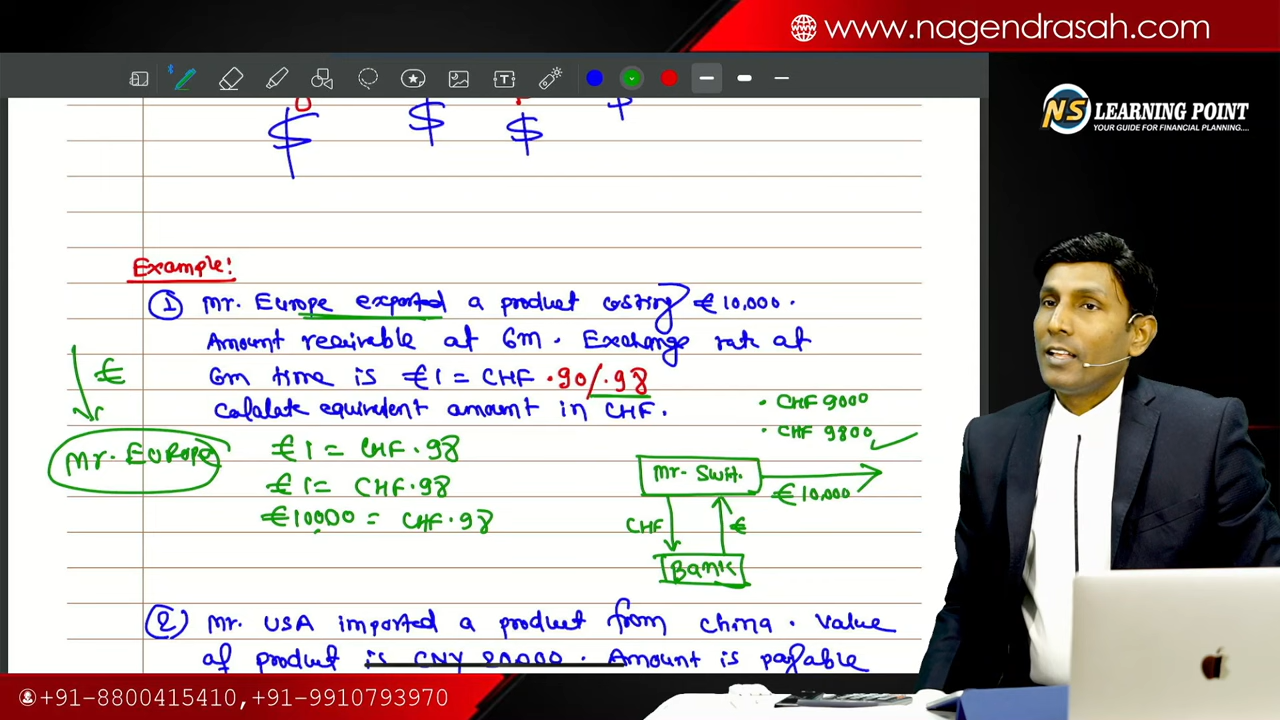 www.nagendrasah.com
NS LEARNING POINT
YOUR GUIDE FOR FINANCIAL PLANNING....
$ $ $ $
Example:
① Mr. Europe exported a product costing €10,000.
Amount receivable at 6m. Exchange rate at
6m time is €1 = CHF .90/.98
Calalate equivalent amount in CHF.
€
Mr. EUROPE
€1 = CHF .98
€1 = CHF .98
€10000 = CHF .98
. CHF 9000
. CHF 9800
Mr. Swit.
€10,000
CHF
€
Bank
② Mr. USA imported a product from china. Value
of product is CNY 80000. Amount is payable
+91-8800415410,+91-9910793970